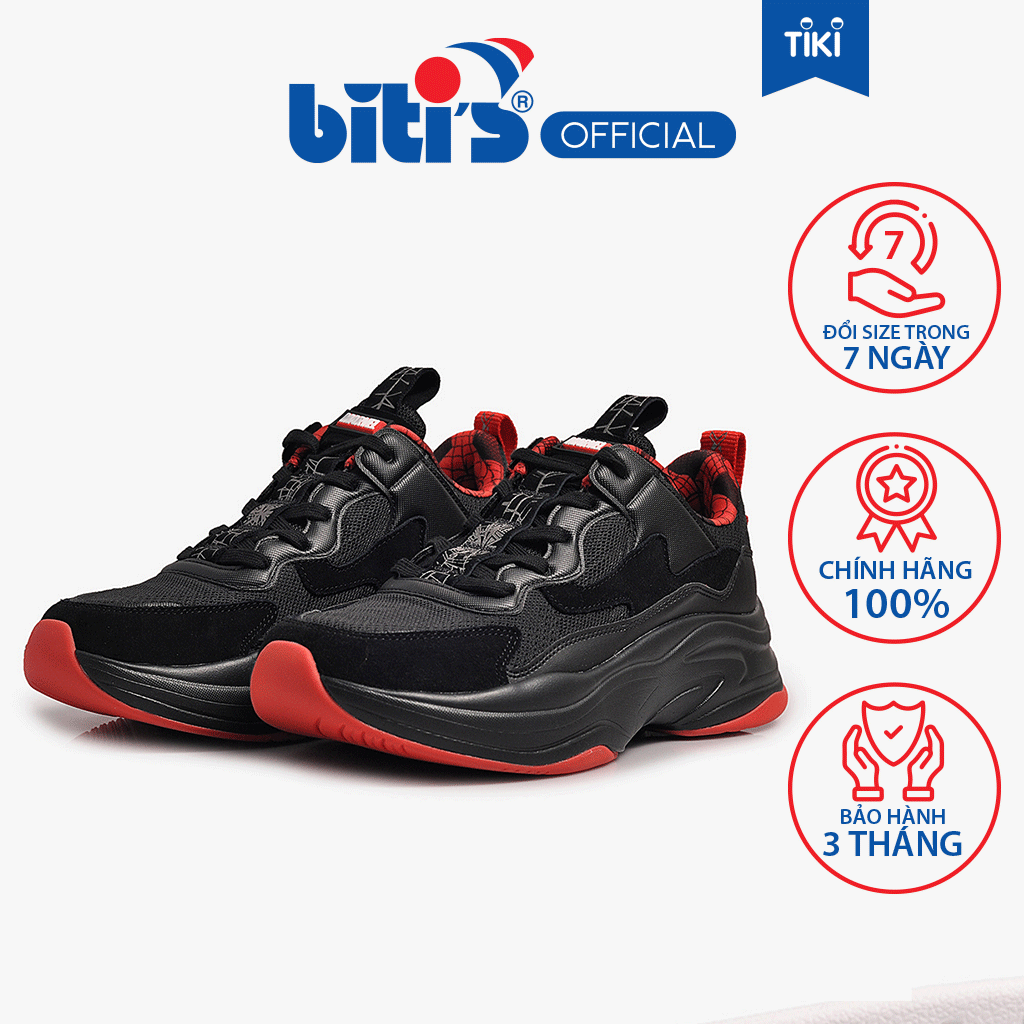 TiKi
biti's®
OFFICIAL
7
ĐỔI SIZE TRONG
7 NGÀY
CHÍNH HÃNG
100%
BẢO HÀNH
3 THÁNG